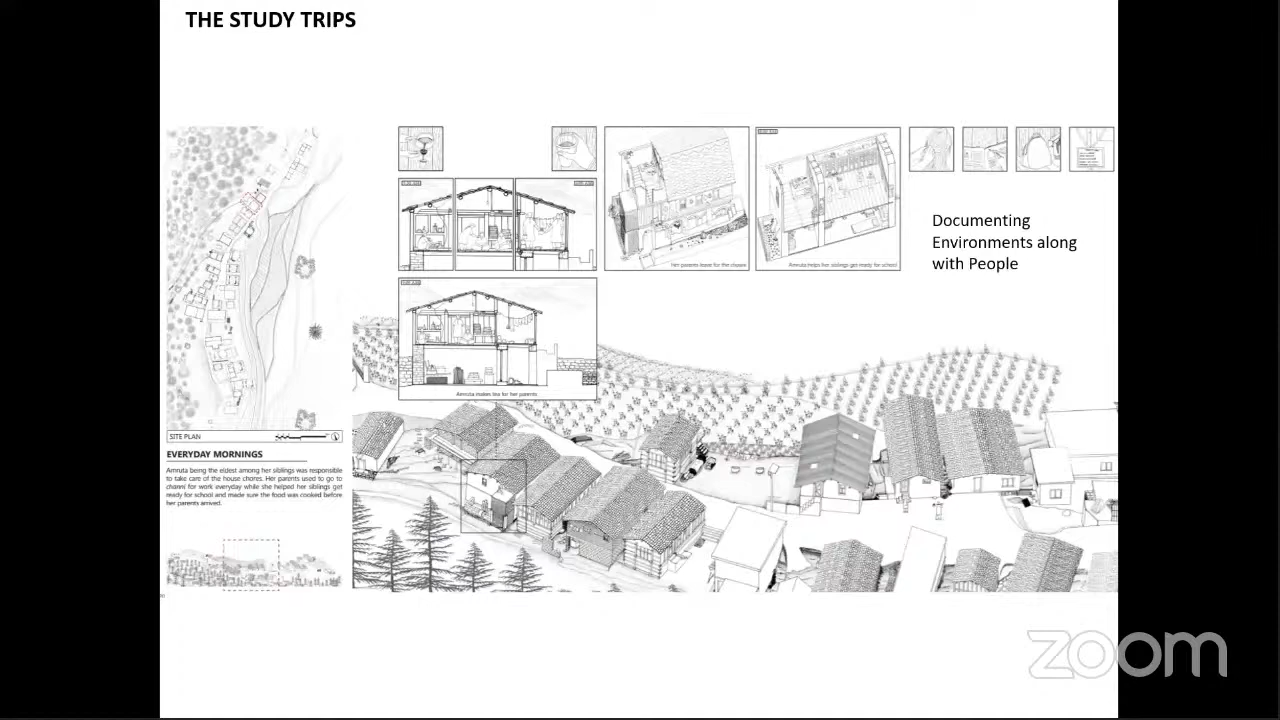 THE STUDY TRIPS
Her parents leave for the chavni
Amruta helps her siblings get ready for school
Documenting
Environments along
with People
Amruta makes tea for her parents
SITE PLAN
EVERYDAY MORNINGS
Amruta being the eldest among her siblings was responsible
to take care of the house chores. Her parents used to go to
chavni for work everyday while she helped her siblings get
ready for school and made sure the food was cooked before
her parents arrived.
zoom